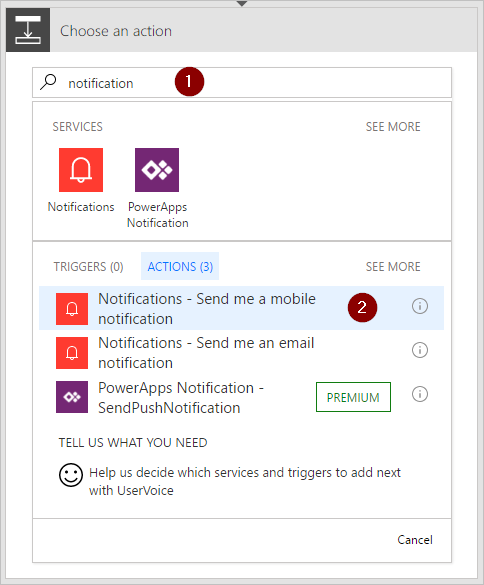 Choose an action
notification
1
SERVICES SEE MORE
Notifications PowerApps
Notification
TRIGGERS (0) ACTIONS (3) SEE MORE
Notifications - Send me a mobile
notification
2
Notifications - Send me an email
notification
PowerApps Notification -
SendPushNotification
PREMIUM
TELL US WHAT YOU NEED
Help us decide which services and triggers to add next
with UserVoice
Cancel